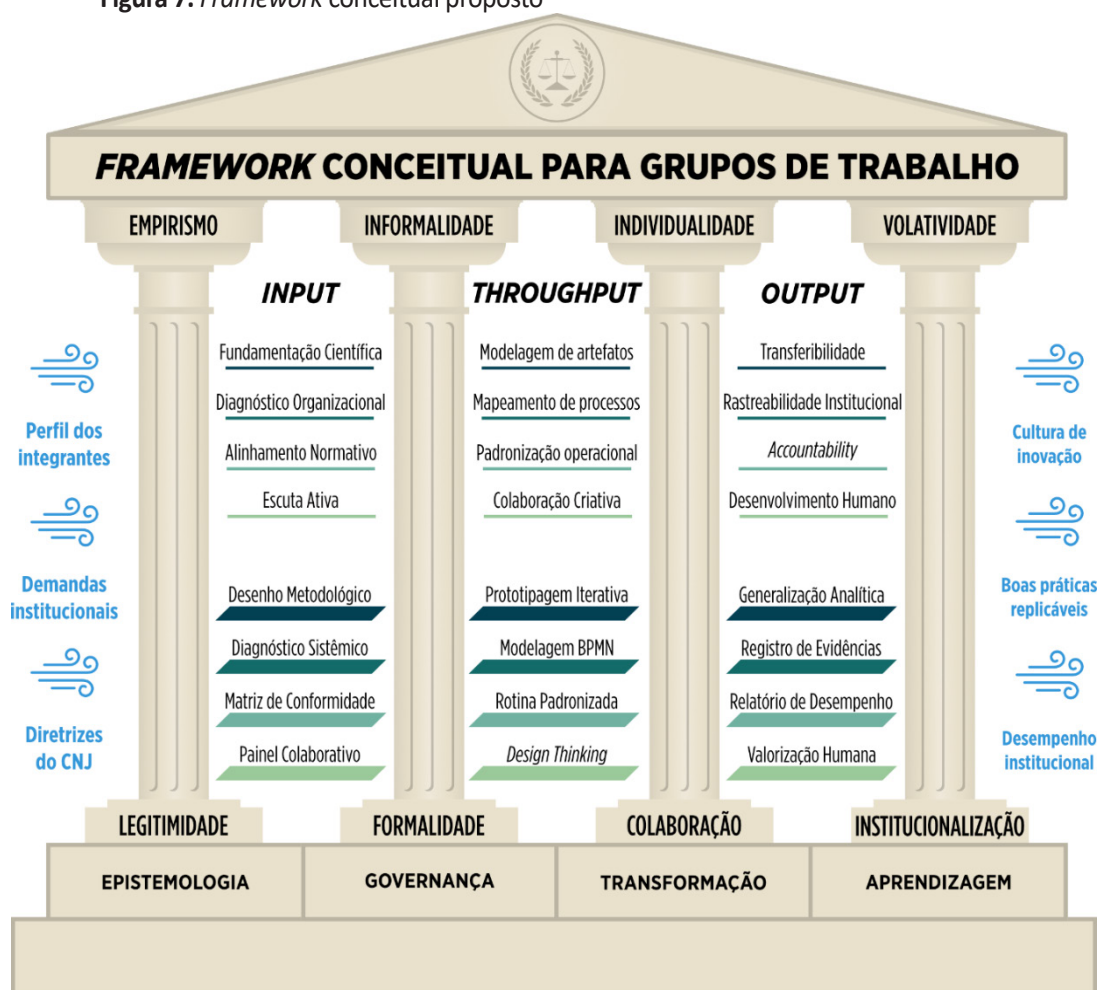 Figura 7. Framework conceitual proposto
FRAMEWORK CONCEITUAL PARA GRUPOS DE TRABALHO
EMPIRISMO
INFORMALIDADE
INDIVIDUALIDADE
VOLATIVIDADE
INPUT
THROUGHPUT
OUTPUT
Fundamentação Científica
Modelagem de artefatos
Transferibilidade
Diagnóstico Organizacional
Mapeamento de processos
Rastreabilidade Institucional
Alinhamento Normativo
Padronização operacional
Accountability
Escuta Ativa
Colaboração Criativa
Desenvolvimento Humano
Desenho Metodológico
Prototipagem Iterativa
Generalização Analítica
Diagnóstico Sistêmico
Modelagem BPMN
Registro de Evidências
Matriz de Conformidade
Rotina Padronizada
Relatório de Desempenho
Painel Colaborativo
Design Thinking
Valorização Humana
Perfil dos
integrantes
Demandas
institucionais
Diretrizes
do CNJ
Cultura de
inovação
Boas práticas
replicáveis
Desempenho
institucional
LEGITIMIDADE
FORMALIDADE
COLABORAÇÃO
INSTITUCIONALIZAÇÃO
EPISTEMOLOGIA
GOVERNANÇA
TRANSFORMAÇÃO
APRENDIZAGEM